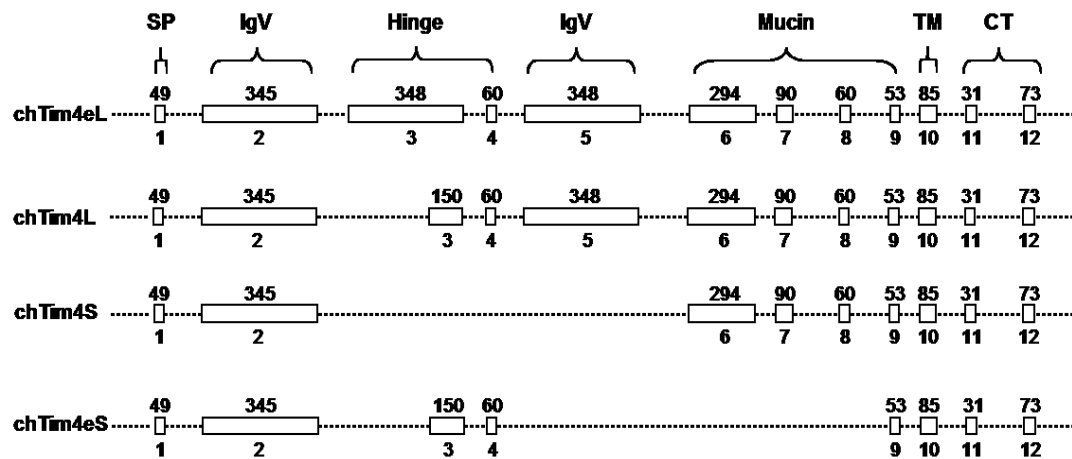 SP IgV Hinge IgV Mucin TM CT
49 345 348 60 348 294 90 60 53 85 31 73
chTim4eL
1 2 3 4 5 6 7 8 9 10 11 12
49 345 150 60 348 294 90 60 53 85 31 73
chTim4L
1 2 3 4 5 6 7 8 9 10 11 12
49 345 294 90 60 53 85 31 73
chTim4S
1 2 6 7 8 9 10 11 12
49 345 150 60 53 85 31 73
chTim4eS
1 2 3 4 9 10 11 12